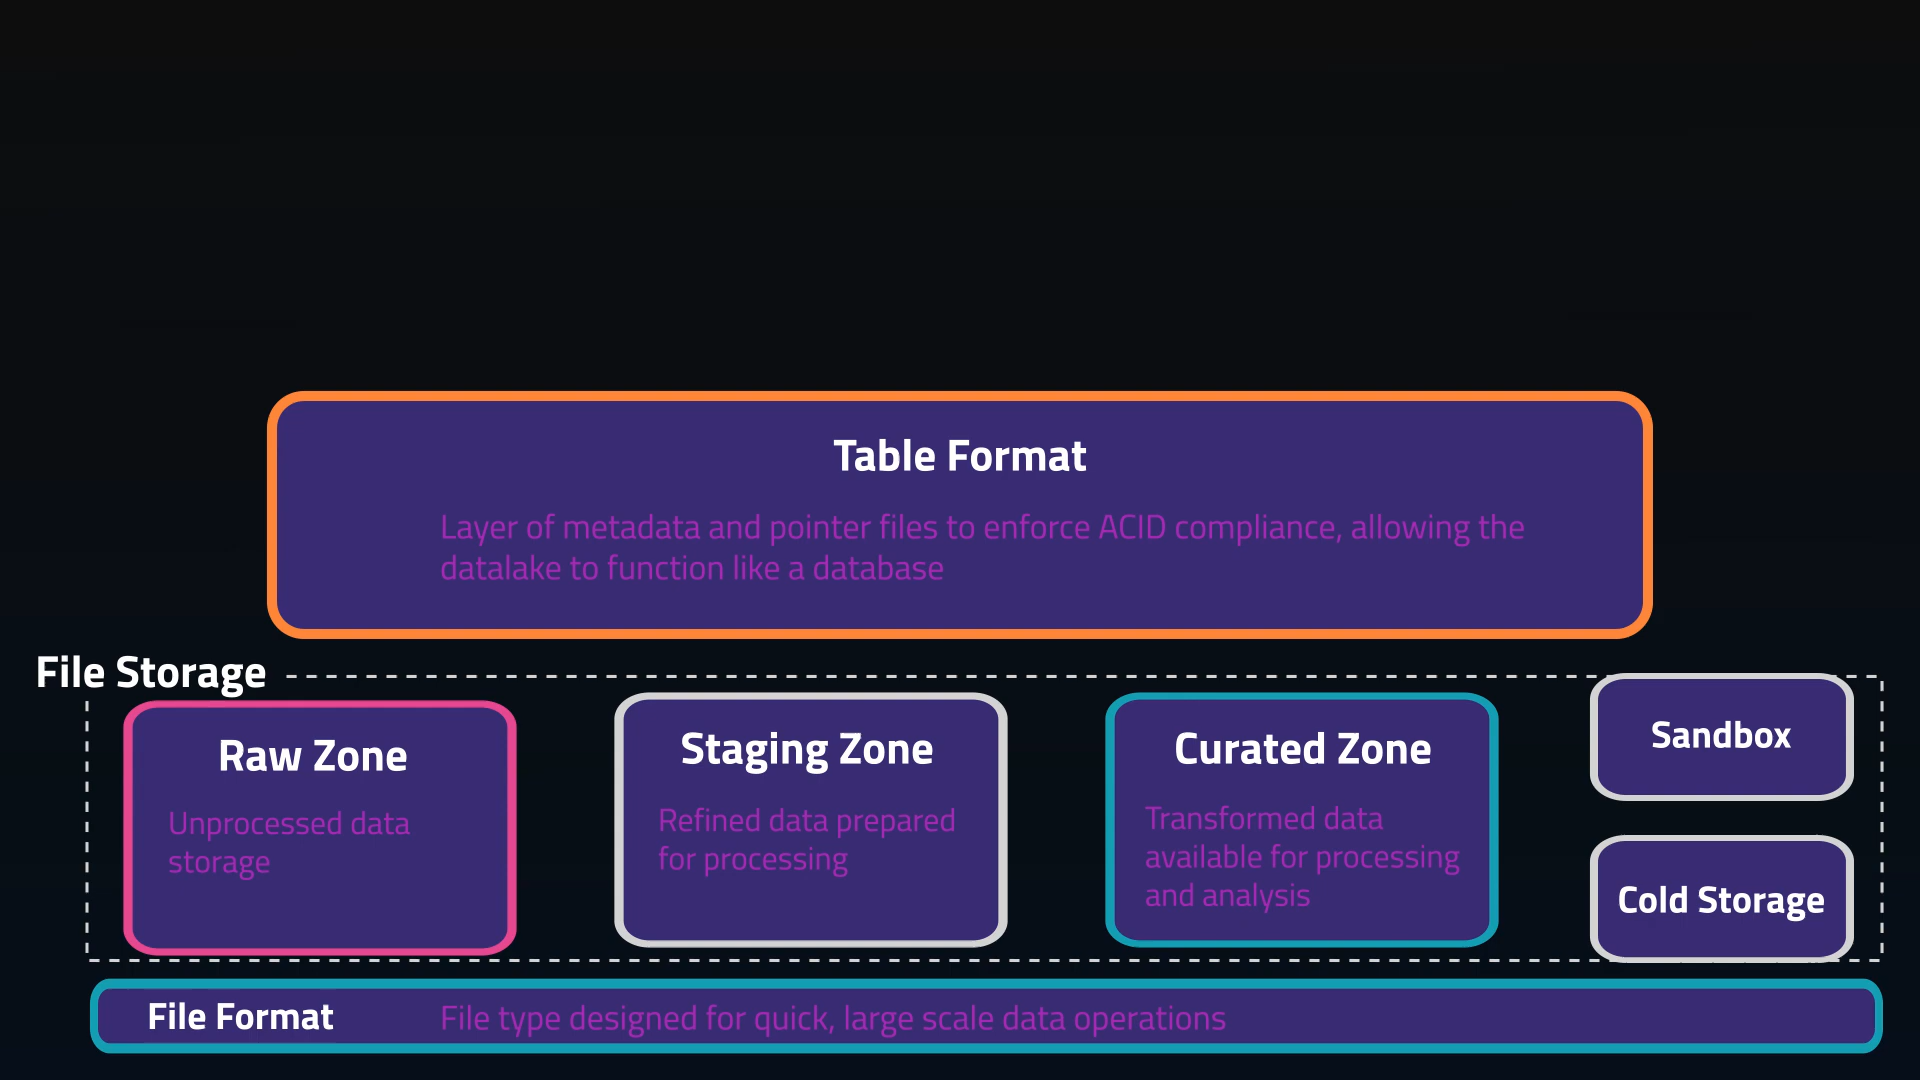 Table Format
Layer of metadata and pointer files to enforce ACID compliance, allowing the
datalake to function like a database
File Storage
Raw Zone
Unprocessed data
storage
Staging Zone
Refined data prepared
for processing
Curated Zone
Transformed data
available for processing
and analysis
Sandbox
Cold Storage
File Format
File type designed for quick, large scale data operations